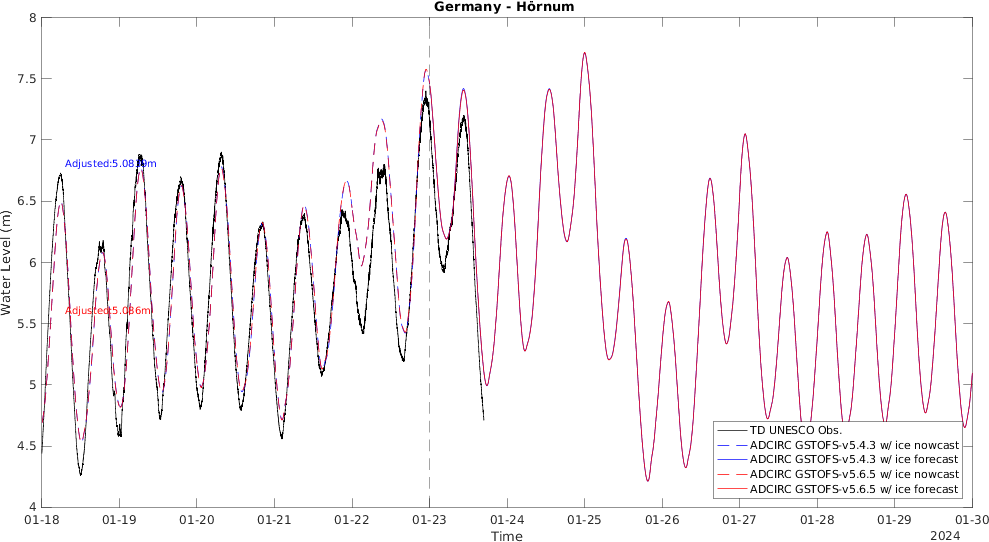 Germany - Hörnum
8
7.5
7
6.5
6
5.5
5
4.5
4
Water Level (m)
Adjusted:5.0819m
Adjusted:5.086m
TD UNESCO Obs.
ADCIRC GSTOFS-v5.4.3 w/ ice nowcast
ADCIRC GSTOFS-v5.4.3 w/ ice forecast
ADCIRC GSTOFS-v5.6.5 w/ ice nowcast
ADCIRC GSTOFS-v5.6.5 w/ ice forecast
01-18 01-19 01-20 01-21 01-22 01-23 01-24 01-25 01-26 01-27 01-28 01-29 01-30
Time
2024